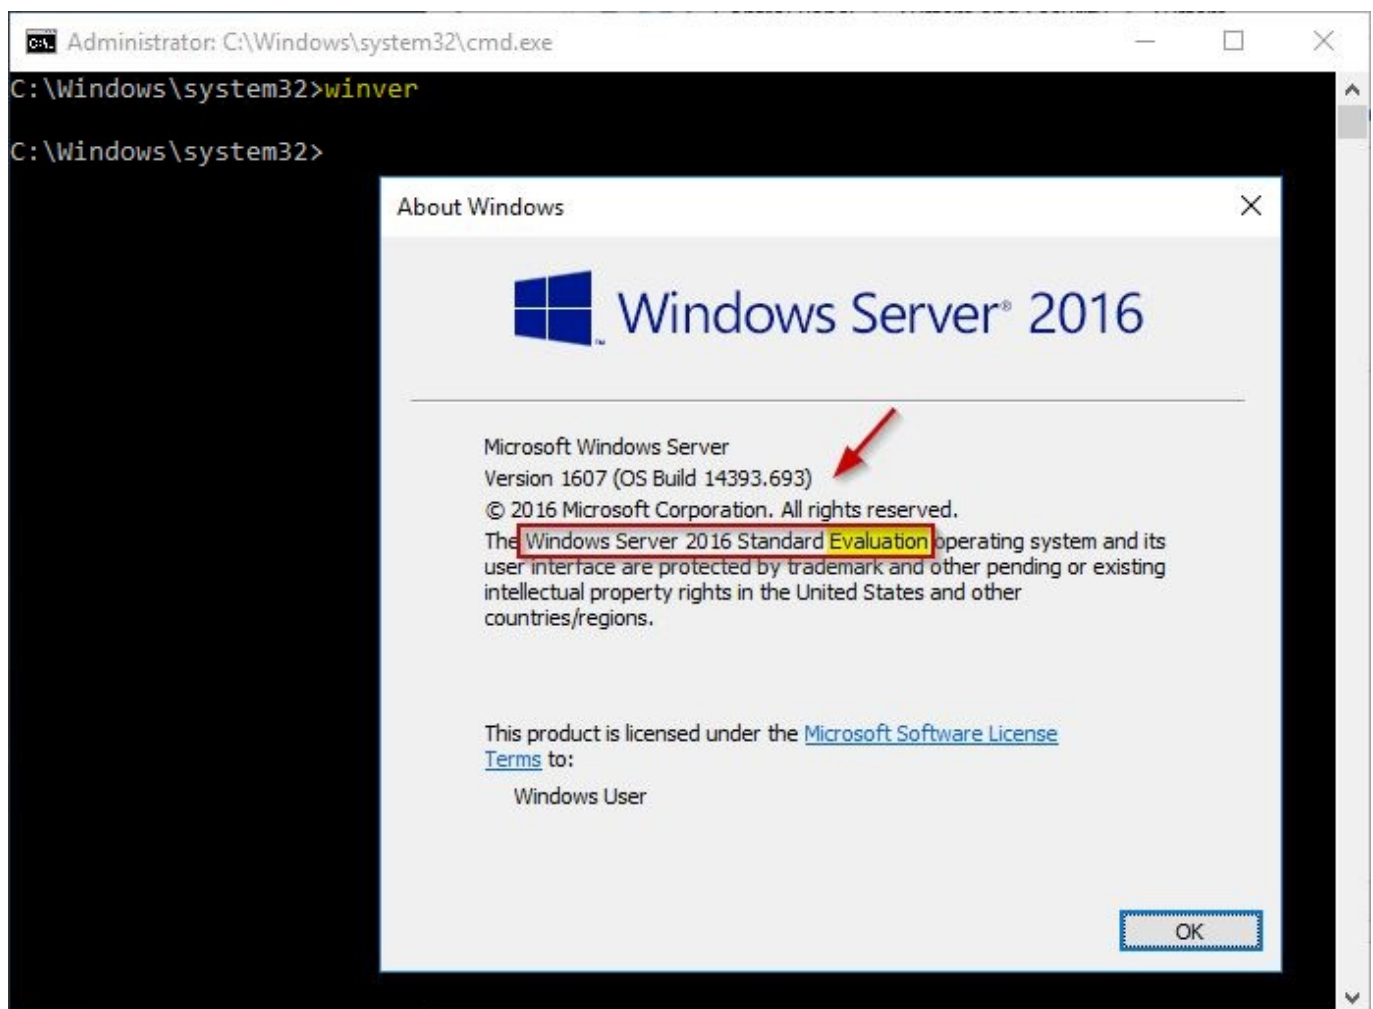 Administrator: C:\Windows\system32\cmd.exe
C:\Windows\system32>winver
C:\Windows\system32>
About Windows
Windows Server® 2016
Microsoft Windows Server
Version 1607 (OS Build 14393.693)
© 2016 Microsoft Corporation. All rights reserved.
The Windows Server 2016 Standard Evaluation operating system and its
user interface are protected by trademark and other pending or existing
intellectual property rights in the United States and other
countries/regions.
This product is licensed under the Microsoft Software License
Terms to:
Windows User
OK